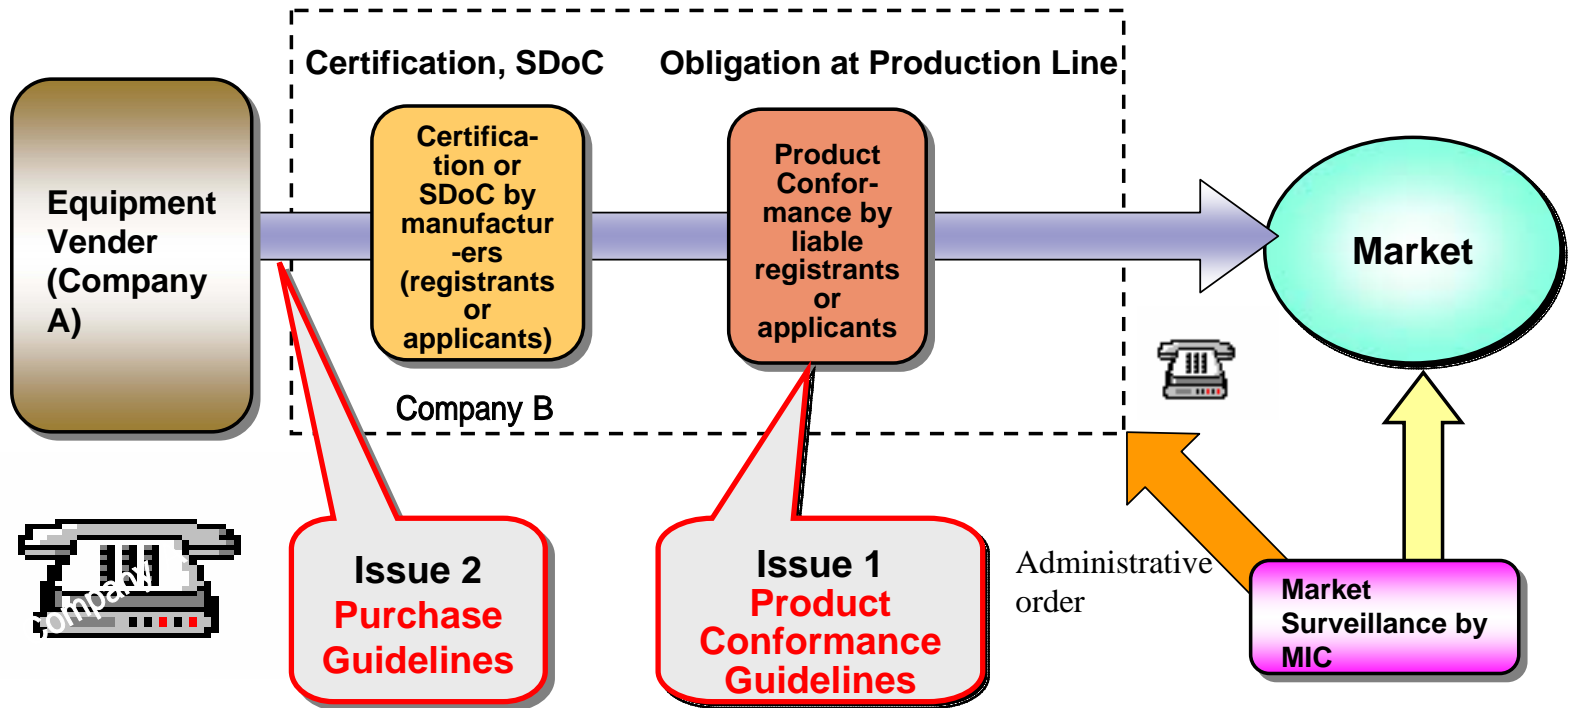 Certification, SDoC
Obligation at Production Line
Equipment
Vender
(Company
A)
Certifica-
tion or
SDoC by
manufactur
-ers
(registrants
or
applicants)
Product
Confor-
mance by
liable
registrants
or
applicants
Market
Company B
Company
Issue 2
Purchase
Guidelines
Issue 1
Product
Conformance
Guidelines
Administrative
order
Market
Surveillance by
MIC